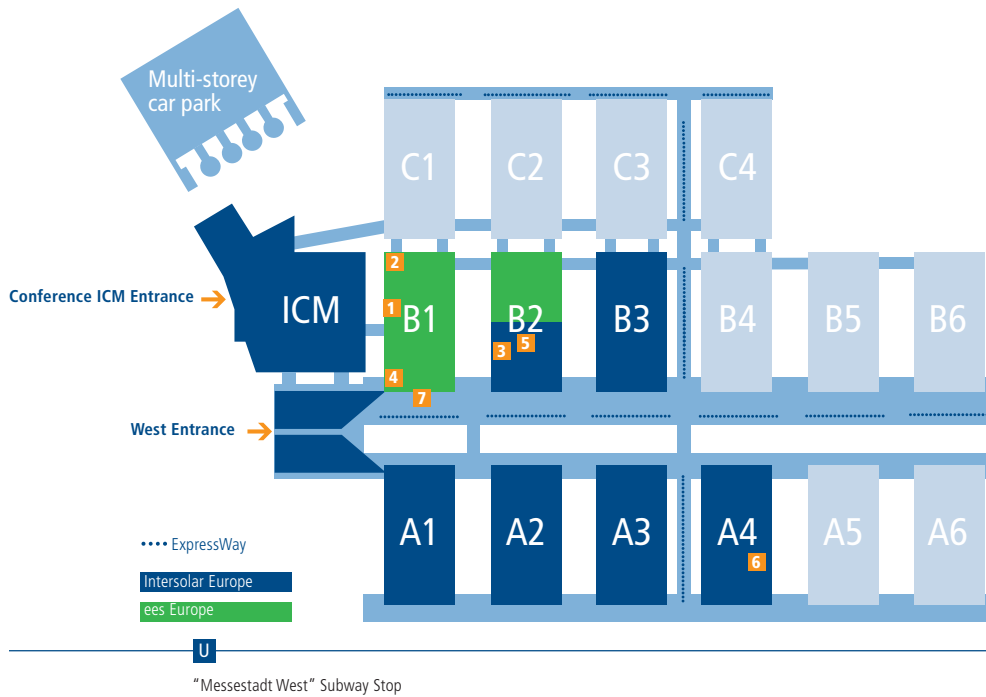 Multi-storey
car park
C1
C2
C3
C4
2
Conference ICM Entrance
ICM
1
B1
B2
B3
B4
B5
B6
3
5
4
7
West Entrance
A1
A2
A3
A4
A5
A6
6
ExpressWay
Intersolar Europe
ees Europe
U
“Messestadt West” Subway Stop